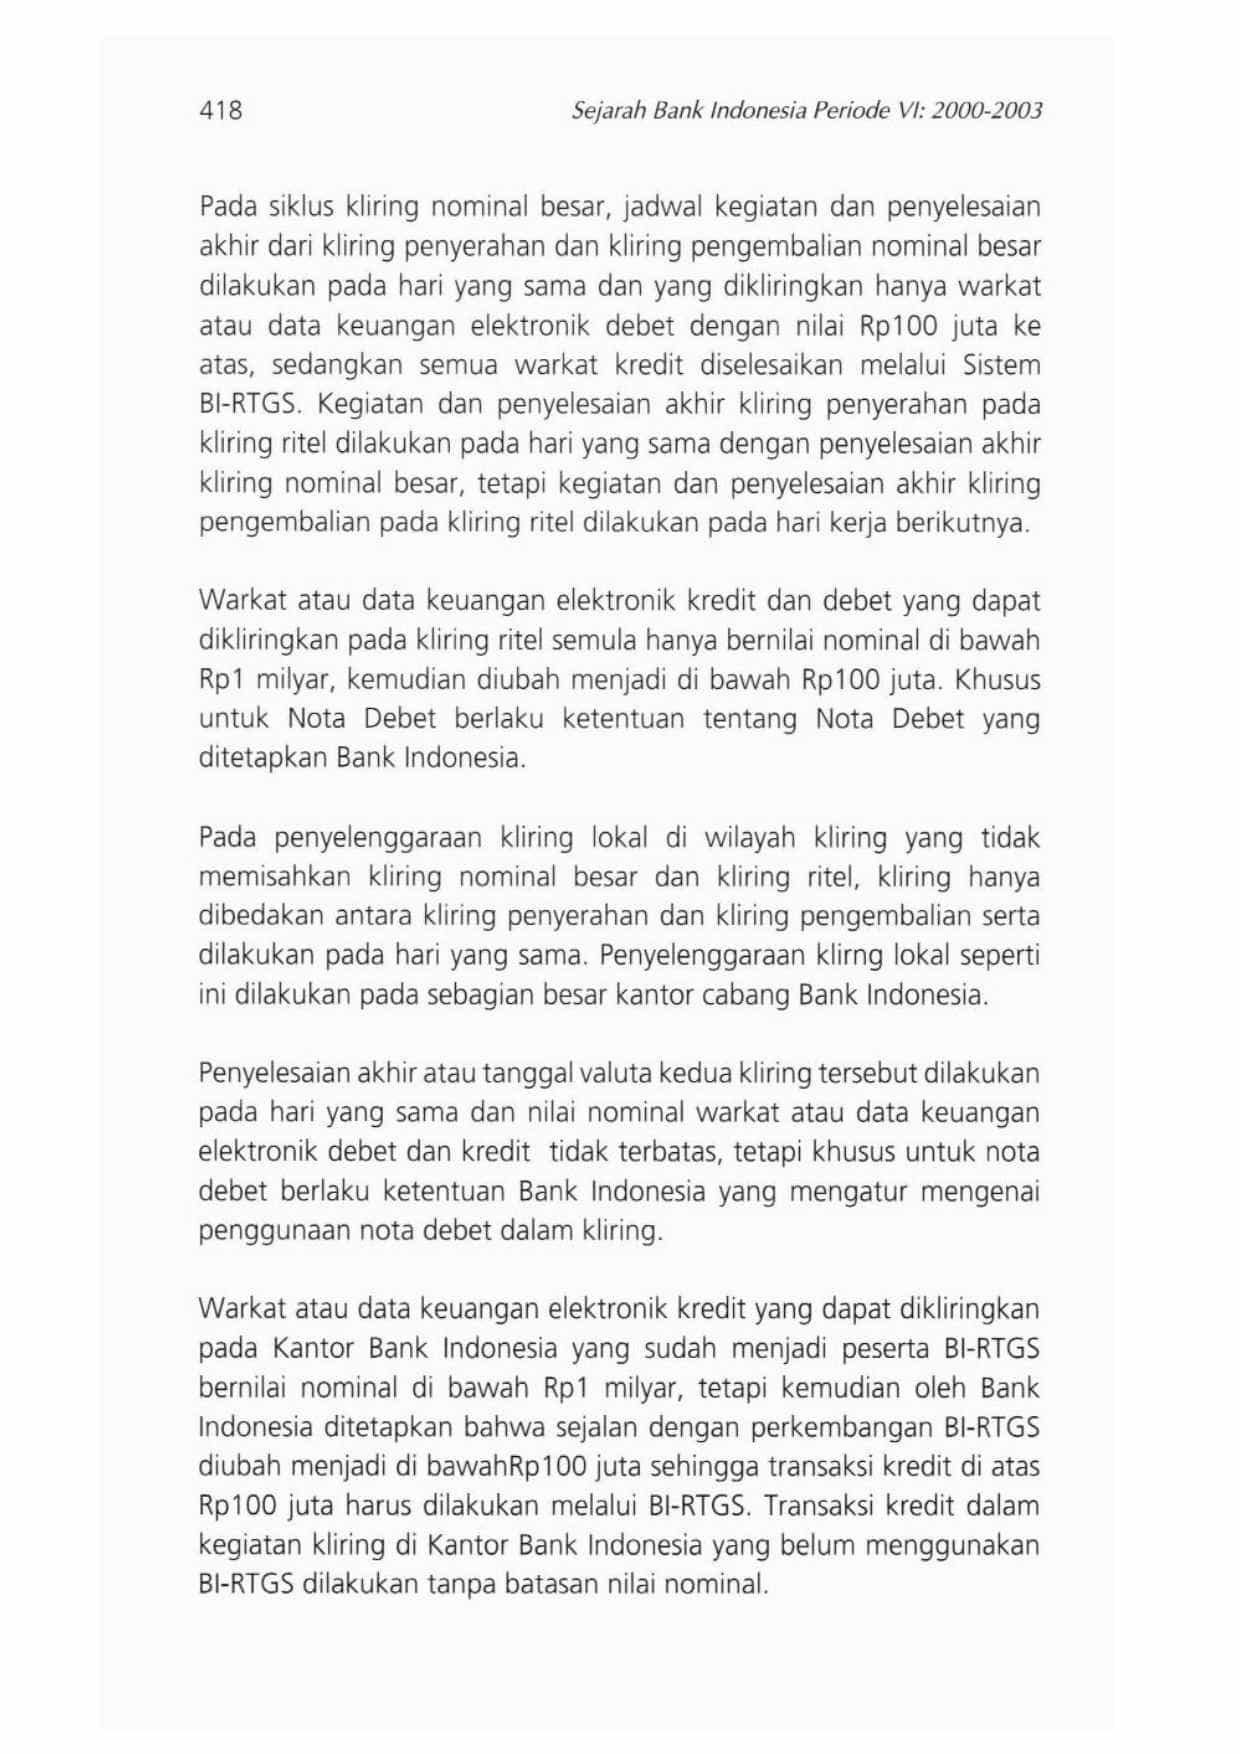 418
Sejarah Bank Indonesia Periode VI: 2000-2003
Pada siklus kliring nominal besar, jadwal kegiatan dan penyelesaian
akhir dari kliring penyerahan dan kliring pengembalian nominal besar
dilakukan pada hari yang sama dan yang dikliringkan hanya warkat
atau data keuangan elektronik debet dengan nilai Rp100 juta ke
atas, sedangkan semua warkat kredit diselesaikan melalui Sistem
BI-RTGS. Kegiatan dan penyelesaian akhir kliring penyerahan pada
kliring ritel dilakukan pada hari yang sama dengan penyelesaian akhir
kliring nominal besar, tetapi kegiatan dan penyelesaian akhir kliring
pengembalian pada kliring ritel dilakukan pada hari kerja berikutnya.
Warkat atau data keuangan elektronik kredit dan debet yang dapat
dikliringkan pada kliring ritel semula hanya bernilai nominal di bawah
Rp1 milyar, kemudian diubah menjadi di bawah Rp100 juta. Khusus
untuk Nota Debet berlaku ketentuan tentang Nota Debet yang
ditetapkan Bank Indonesia.
Pada penyelenggaraan kliring lokal di wilayah kliring yang tidak
memisahkan kliring nominal besar dan kliring ritel, kliring hanya
dibedakan antara kliring penyerahan dan kliring pengembalian serta
dilakukan pada hari yang sama. Penyelenggaraan klirng lokal seperti
ini dilakukan pada sebagian besar kantor cabang Bank Indonesia.
Penyelesaian akhir atau tanggal valuta kedua kliring tersebut dilakukan
pada hari yang sama dan nilai nominal warkat atau data keuangan
elektronik debet dan kredit  tidak terbatas, tetapi khusus untuk nota
debet berlaku ketentuan Bank Indonesia yang mengatur mengenai
penggunaan nota debet dalam kliring.
Warkat atau data keuangan elektronik kredit yang dapat dikliringkan
pada Kantor Bank Indonesia yang sudah menjadi peserta BI-RTGS
bernilai nominal di bawah Rp1 milyar, tetapi kemudian oleh Bank
Indonesia ditetapkan bahwa sejalan dengan perkembangan BI-RTGS
diubah menjadi di bawahRp100 juta sehingga transaksi kredit di atas
Rp100 juta harus dilakukan melalui BI-RTGS. Transaksi kredit dalam
kegiatan kliring di Kantor Bank Indonesia yang belum menggunakan
BI-RTGS dilakukan tanpa batasan nilai nominal.